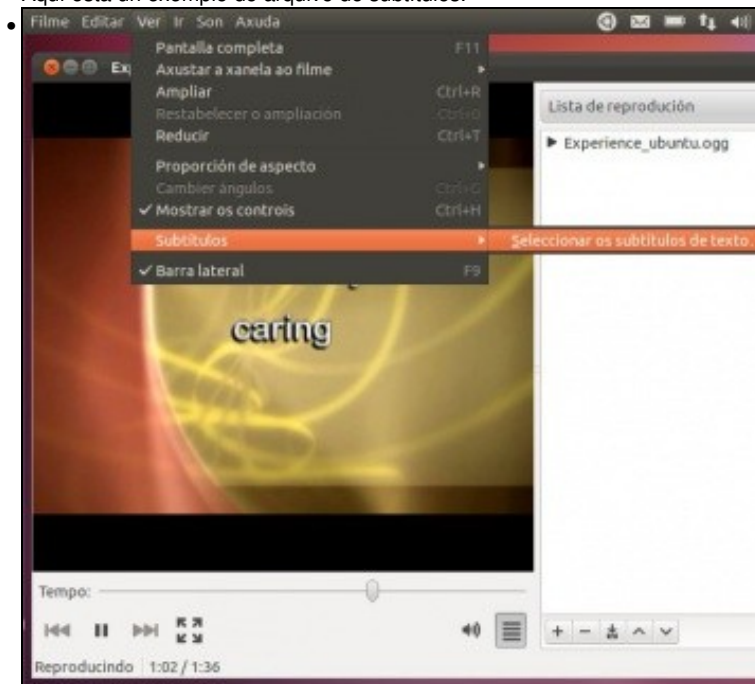 Aquí está un exemplo do arquivo de subtítulos:
Filme Editar Ver Ir Son Axuda
Pantalla completa F11
Axustar a xanela ao filme
Ampliar Ctrl+R
Restabelecer o ampliación
Reducir Ctrl+T
Proporción de aspecto
Cambier ángulos Ctrl+G
Mostrar os controis Ctrl+H
Subtítulos
Seleccionar os subtítulos de texto
Barra lateral F9
Lista de reprodución
Experience_ubuntu.ogg
caring
Tempo:
Reproducindo 1:02 / 1:36